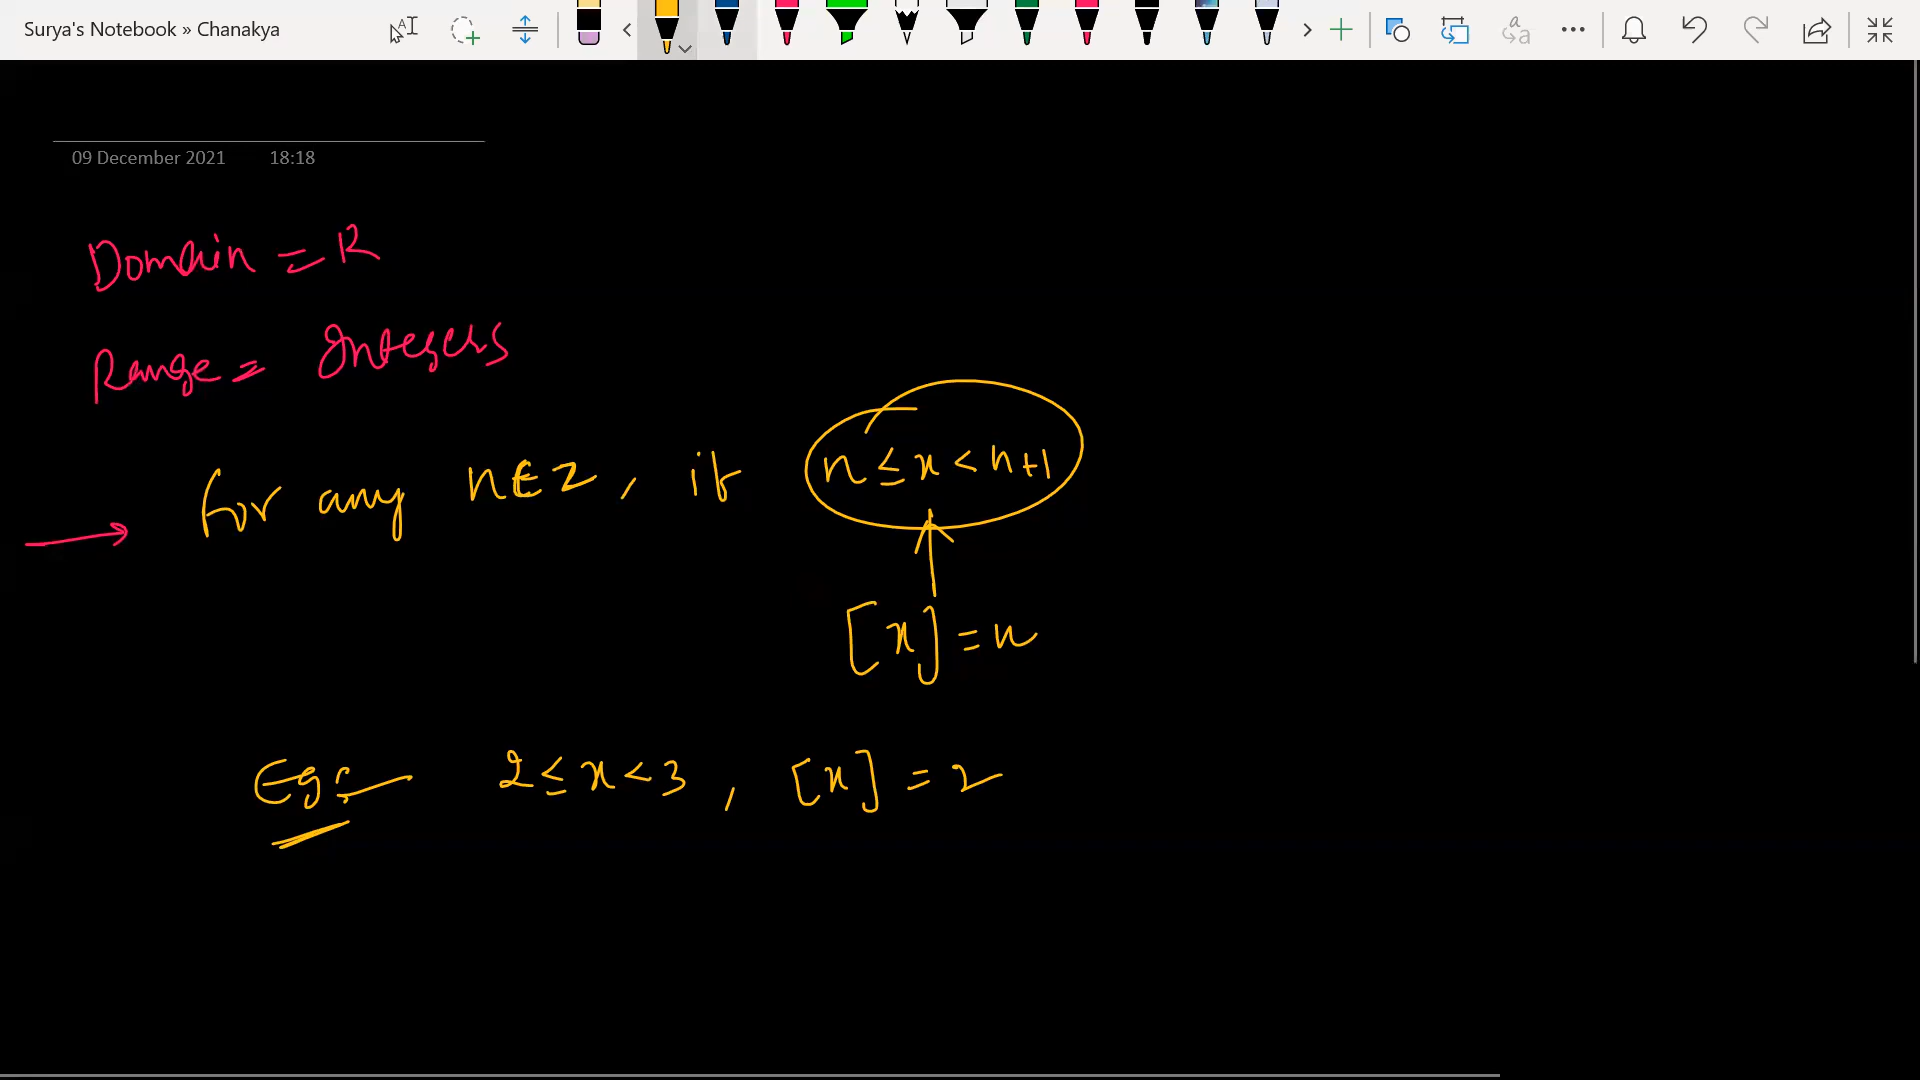 Surya's Notebook » Chanakya
09 December 2021 18:18
Domain = R
Range = Integers
for any n∈Z, if n ≤ x < n+1
[x] = n
Eg:- 2 ≤ x < 3, [x] = 2